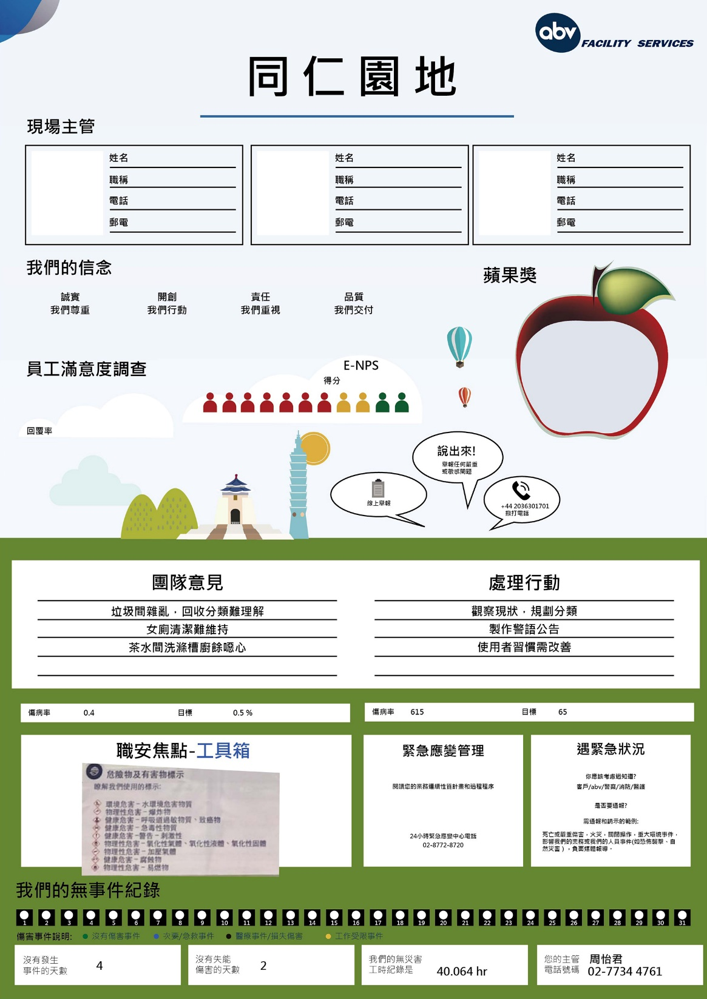 abv FACILITY SERVICES
同仁園地
現場主管
姓名
職稱
電話
郵電
姓名
職稱
電話
郵電
姓名
職稱
電話
郵電
我們的信念
誠實
我們尊重
開創
我們行動
責任
我們重視
品質
我們交付
蘋果獎
員工滿意度調查
E-NPS
得分
回覆率
說出來!
舉報任何嚴重
或敏感問題
線上舉報
+44 2036301701
撥打電話
團隊意見
垃圾間雜亂，回收分類難理解
女廁清潔難維持
茶水間洗滌槽廚餘噁心
處理行動
觀察現狀，規劃分類
製作警語公告
使用者習慣需改善
傷病率 0.4 目標 0.5 %
傷病率 615 目標 65
職安焦點-工具箱
危險物及有害物標示
瞭解我們使用的標示:
環境危害－水環境危害物質
物理性危害－爆炸物
健康危害－呼吸道過敏物質、致癌物
健康危害－急毒性物質
健康危害－警告－刺激性
物理性危害－氧化性氣體、氧化性液體、氧化性固體
物理性危害－加壓氣體
健康危害－腐蝕物
物理性危害－易燃物
緊急應變管理
閱讀您的業務連續性質計畫和過程程序
24小時緊急應變中心電話
02-8772-8720
遇緊急狀況
你應該考慮過知道?
客戶/abv/警察/消防/醫護
是否要通報?
需通報和請示的範例:
死亡或嚴重傷害，火災，關閉操作，重大環境事件，
影響我們的業務或我們的人員事件(如恐怖襲擊、自
然災害），負面媒體報導。
我們的無事件紀錄
1 2 3 4 5 6 7 8 9 10 11 12 13 14 15 16 17 18 19 20 21 22 23 24 25 26 27 28 29 30 31
傷害事件說明: 沒有傷害事件 次要/急救事件 醫療事件/損失傷害 工作受限事件
沒有發生
事件的天數 4
沒有失能
傷害的天數 2
我們的無災害
工時紀錄是 40.064 hr
您的主管 周怡君
電話號碼 02-7734 4761